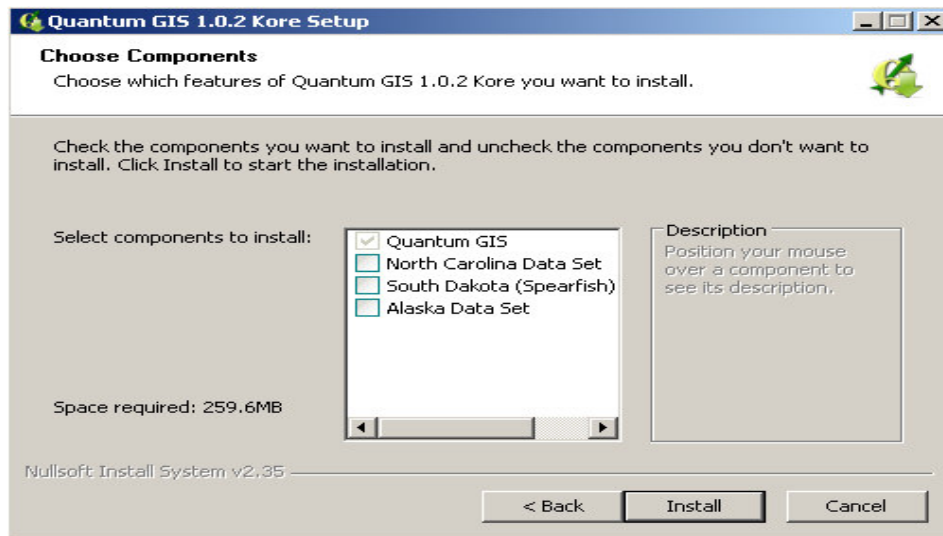 Quantum GIS 1.0.2 Kore Setup
Choose Components
Choose which features of Quantum GIS 1.0.2 Kore you want to install.
Check the components you want to install and uncheck the components you don't want to
install. Click Install to start the installation.
Select components to install:
Quantum GIS
North Carolina Data Set
South Dakota (Spearfish)
Alaska Data Set
Description
Position your mouse
over a component to
see its description.
Space required: 259.6MB
Nullsoft Install System v2.35
< Back
Install
Cancel